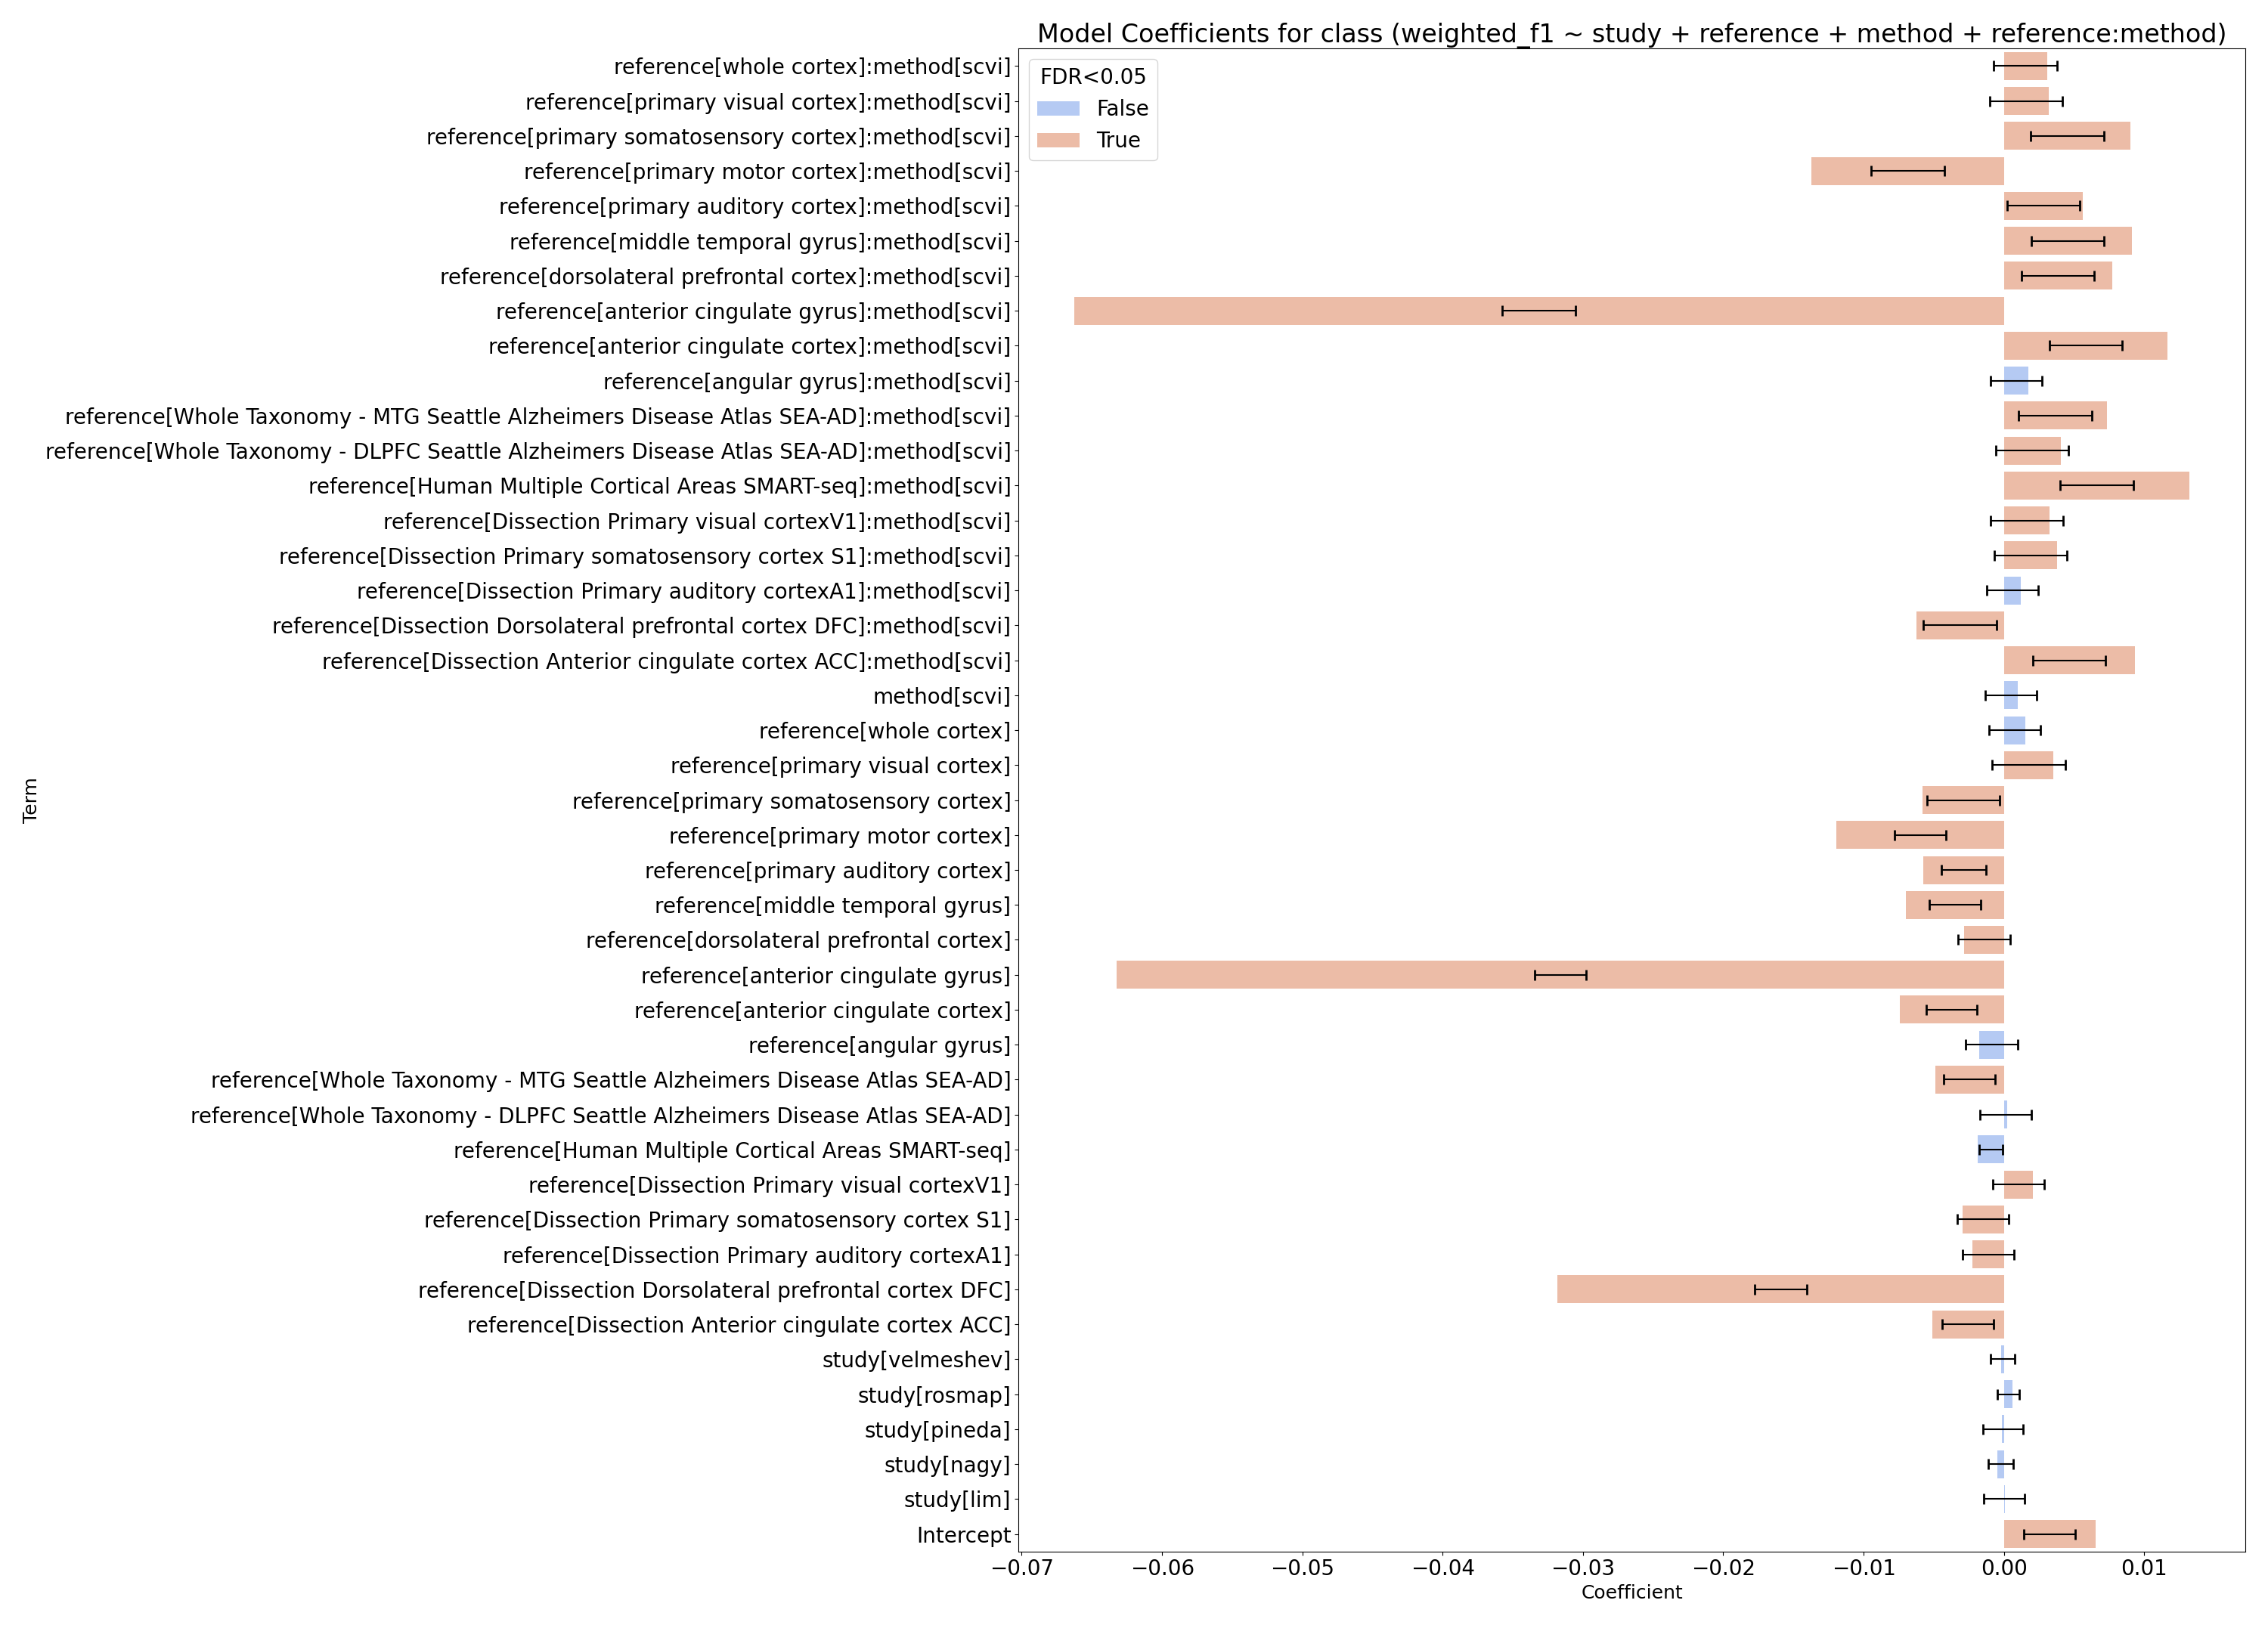 Model Coefficients for class (weighted_f1 ~ study + reference + method + reference:method)
FDR<0.05
False
True
reference[whole cortex]:method[scvi]
reference[primary visual cortex]:method[scvi]
reference[primary somatosensory cortex]:method[scvi]
reference[primary motor cortex]:method[scvi]
reference[primary auditory cortex]:method[scvi]
reference[middle temporal gyrus]:method[scvi]
reference[dorsolateral prefrontal cortex]:method[scvi]
reference[anterior cingulate gyrus]:method[scvi]
reference[anterior cingulate cortex]:method[scvi]
reference[angular gyrus]:method[scvi]
reference[Whole Taxonomy - MTG Seattle Alzheimers Disease Atlas SEA-AD]:method[scvi]
reference[Whole Taxonomy - DLPFC Seattle Alzheimers Disease Atlas SEA-AD]:method[scvi]
reference[Human Multiple Cortical Areas SMART-seq]:method[scvi]
reference[Dissection Primary visual cortexV1]:method[scvi]
reference[Dissection Primary somatosensory cortex S1]:method[scvi]
reference[Dissection Primary auditory cortexA1]:method[scvi]
reference[Dissection Dorsolateral prefrontal cortex DFC]:method[scvi]
reference[Dissection Anterior cingulate cortex ACC]:method[scvi]
method[scvi]
reference[whole cortex]
reference[primary visual cortex]
reference[primary somatosensory cortex]
reference[primary motor cortex]
reference[primary auditory cortex]
reference[middle temporal gyrus]
reference[dorsolateral prefrontal cortex]
reference[anterior cingulate gyrus]
reference[anterior cingulate cortex]
reference[angular gyrus]
reference[Whole Taxonomy - MTG Seattle Alzheimers Disease Atlas SEA-AD]
reference[Whole Taxonomy - DLPFC Seattle Alzheimers Disease Atlas SEA-AD]
reference[Human Multiple Cortical Areas SMART-seq]
reference[Dissection Primary visual cortexV1]
reference[Dissection Primary somatosensory cortex S1]
reference[Dissection Primary auditory cortexA1]
reference[Dissection Dorsolateral prefrontal cortex DFC]
reference[Dissection Anterior cingulate cortex ACC]
study[velmeshev]
study[rosmap]
study[pineda]
study[nagy]
study[lim]
Intercept
Term
−0.07 −0.06 −0.05 −0.04 −0.03 −0.02 −0.01 0.00 0.01
Coefficient